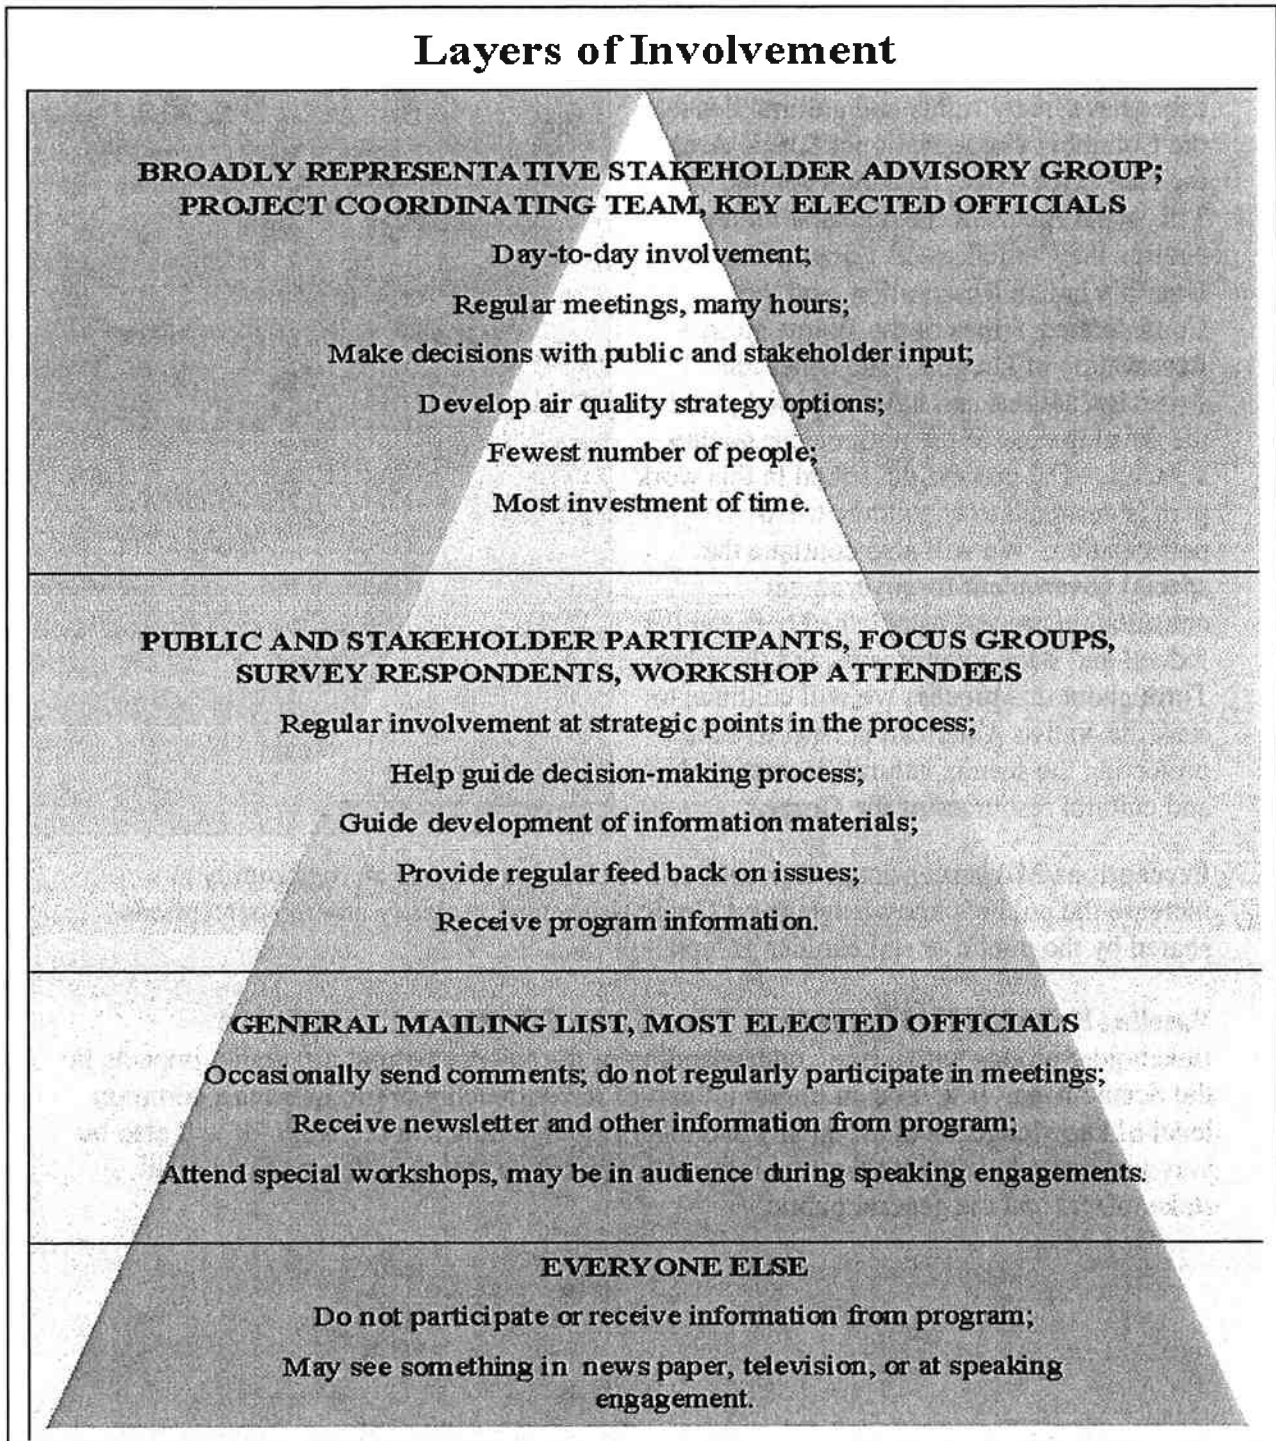 Layers of Involvement
BROADLY REPRESENTATIVE STAKEHOLDER ADVISORY GROUP;
PROJECT COORDINATING TEAM, KEY ELECTED OFFICIALS
Day-to-day involvement;
Regular meetings, many hours;
Make decisions with public and stakeholder input;
Develop air quality strategy options;
Fewest number of people;
Most investment of time.
PUBLIC AND STAKEHOLDER PARTICIPANTS, FOCUS GROUPS,
SURVEY RESPONDENTS, WORKSHOP ATTENDEES
Regular involvement at strategic points in the process;
Help guide decision-making process;
Guide development of information materials;
Provide regular feed back on issues;
Receive program information.
GENERAL MAILING LIST, MOST ELECTED OFFICIALS
Occasionally send comments; do not regularly participate in meetings;
Receive newsletter and other information from program;
Attend special workshops, may be in audience during speaking engagements.
EVERYONE ELSE
Do not participate or receive information from program;
May see something in news paper, television, or at speaking
engagement.